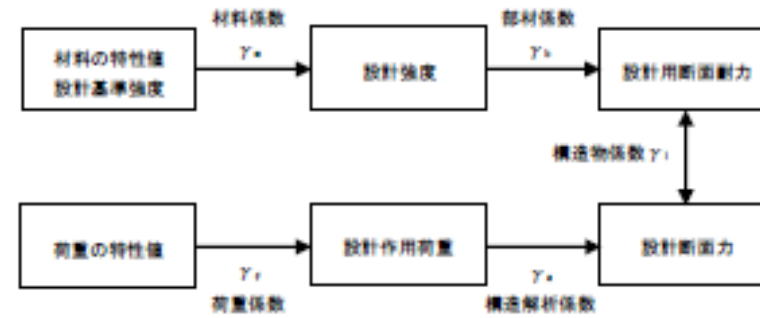 材料係数
部材係数
材料の特性値
設計基準強度
γm
設計強度
γb
設計用断面耐力
構造物係数 γi
荷重の特性値
設計作用荷重
設計断面力
γf
γa
荷重係数
構造解析係数